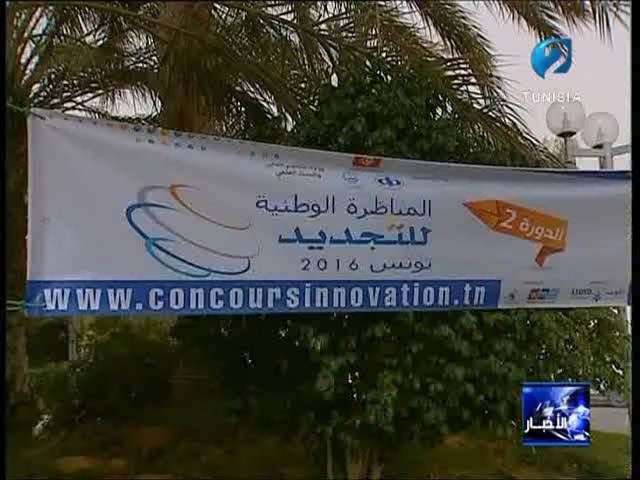 TUNISIA
المناظرة الوطنية
للتجديد
تونس 2016
الدورة 2
www.concoursinnovation.tn
الأخبار